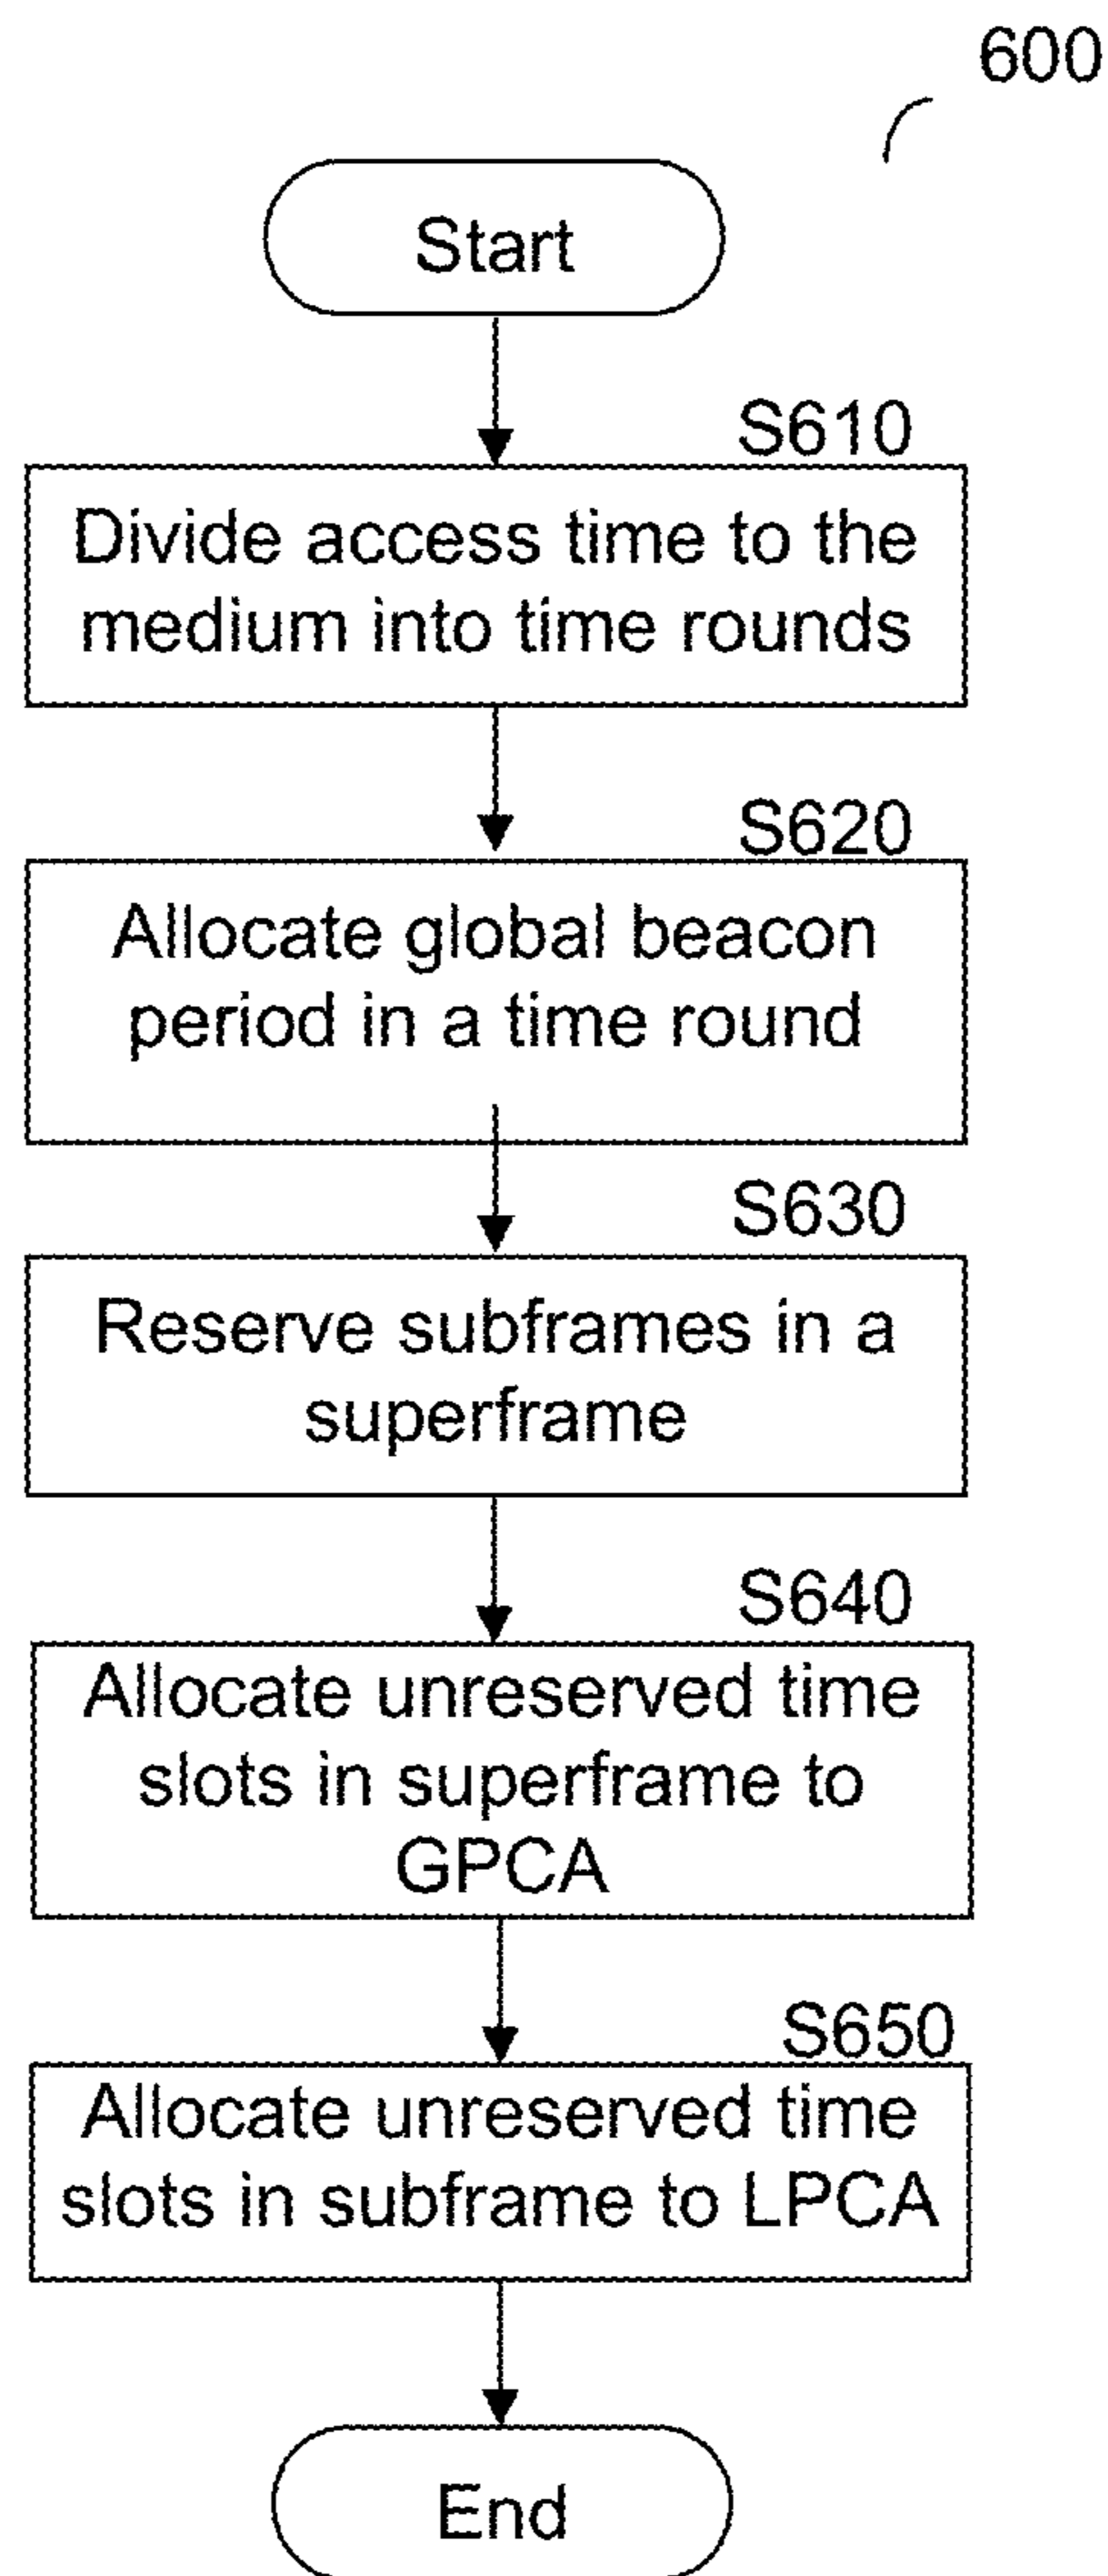 600
Start
S610
Divide access time to the
medium into time rounds
S620
Allocate global beacon
period in a time round
S630
Reserve subframes in a
superframe
S640
Allocate unreserved time
slots in superframe to
GPCA
S650
Allocate unreserved time
slots in subframe to LPCA
End